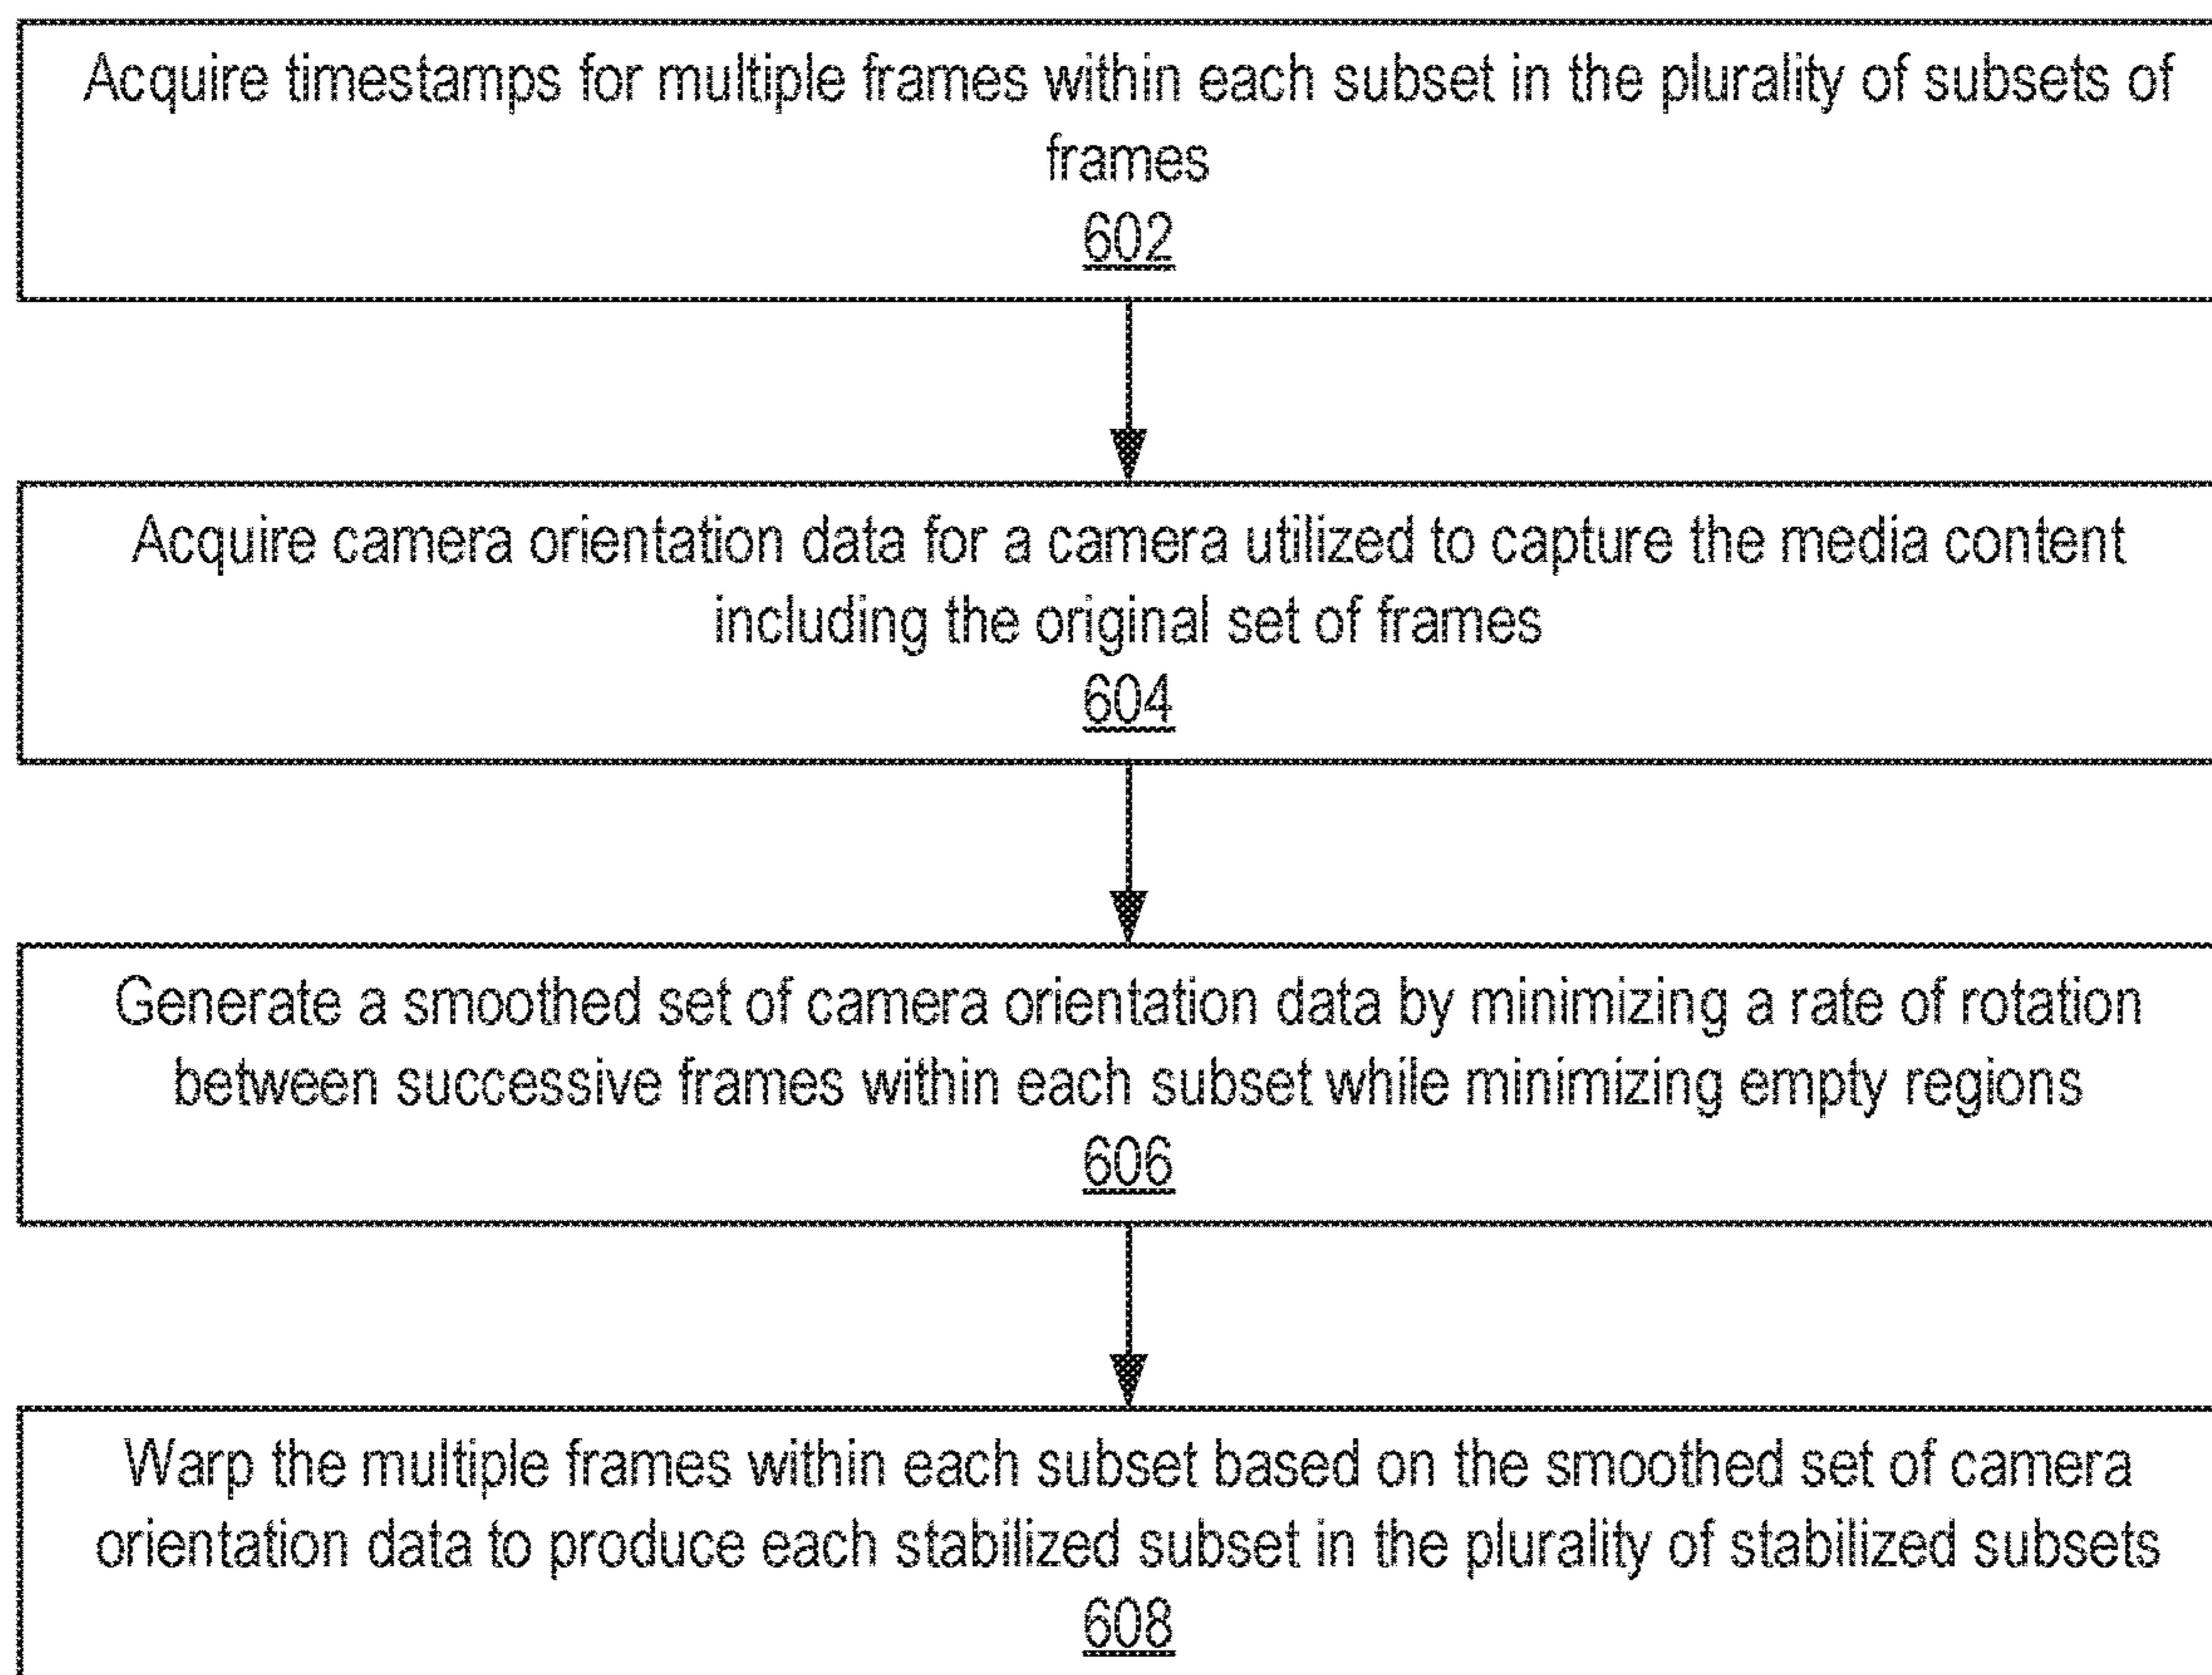 Acquire timestamps for multiple frames within each subset in the plurality of subsets of
frames
602
Acquire camera orientation data for a camera utilized to capture the media content
including the original set of frames
604
Generate a smoothed set of camera orientation data by minimizing a rate of rotation
between successive frames within each subset while minimizing empty regions
606
Warp the multiple frames within each subset based on the smoothed set of camera
orientation data to produce each stabilized subset in the plurality of stabilized subsets
608